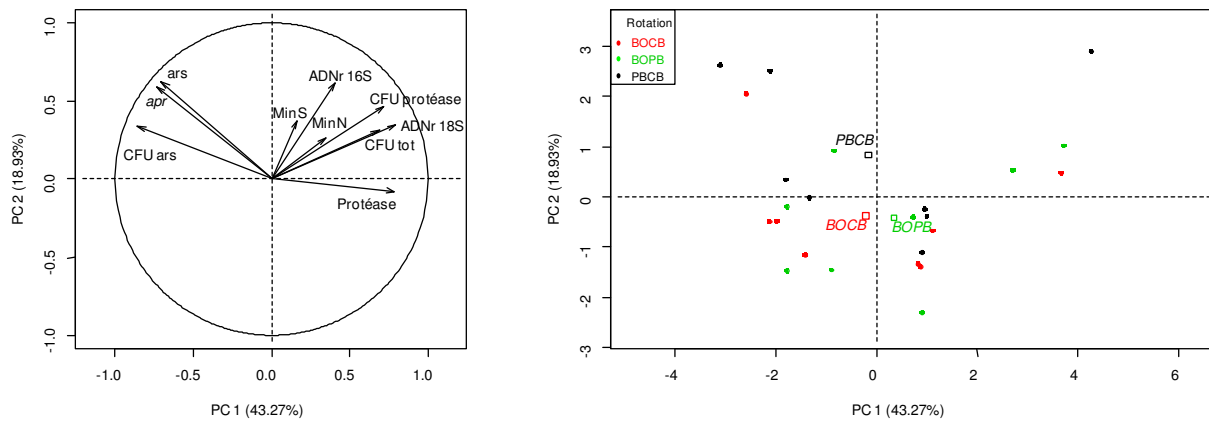 1.0
0.5
0.0
-0.5
-1.0
PC 2 (18.93%)
ars
apr
CFU ars
ADNr 16S
MinS
CFU protéase
MinN
ADNr 18S
CFU tot
Protéase
-1.0
-0.5
0.0
0.5
1.0
PC 1 (43.27%)
Rotation
BOCB
BOPB
PBCB
3
2
1
0
-1
-2
-3
PC 2 (18.93%)
PBCB
BOCB
BOPB
-4
-2
0
2
4
6
PC 1 (43.27%)